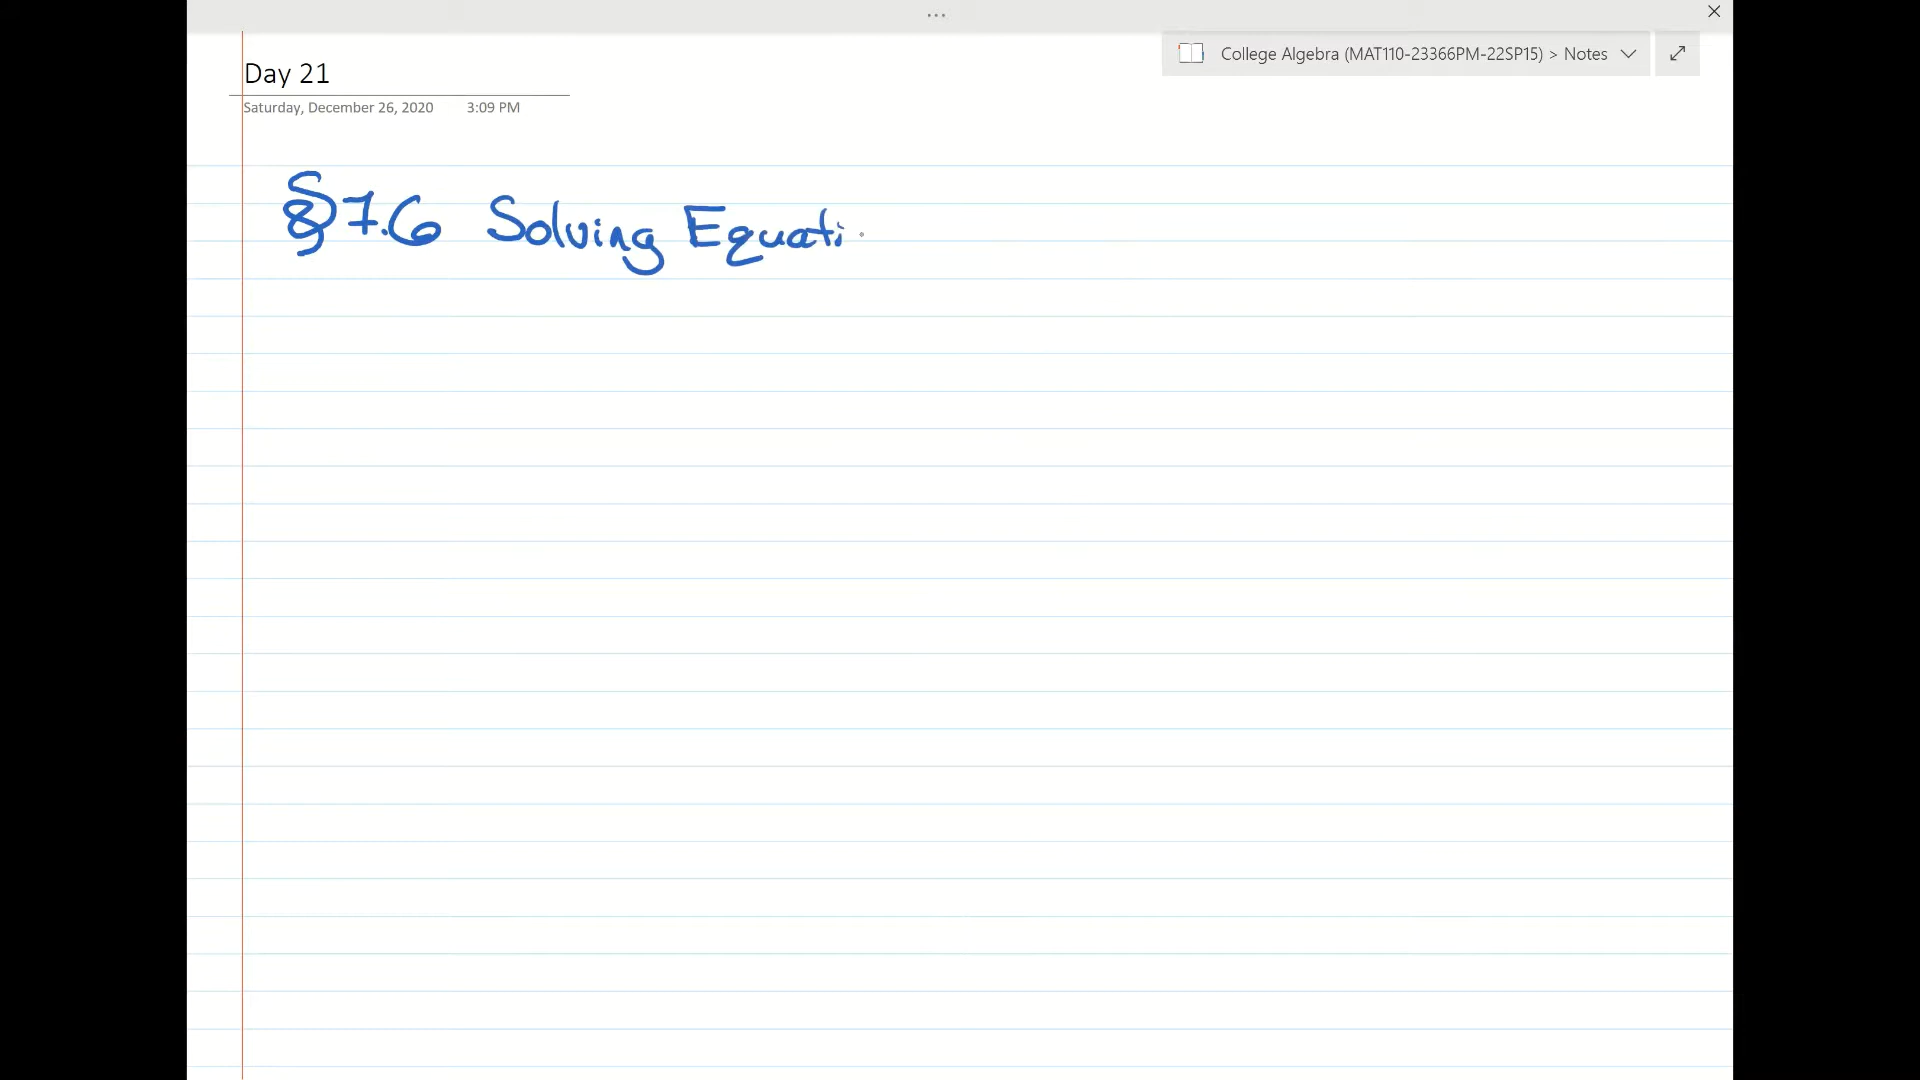 College Algebra (MAT110-23366PM-22SP15) > Notes
Day 21
Saturday, December 26, 2020 3:09 PM
§7.6 Solving Equati